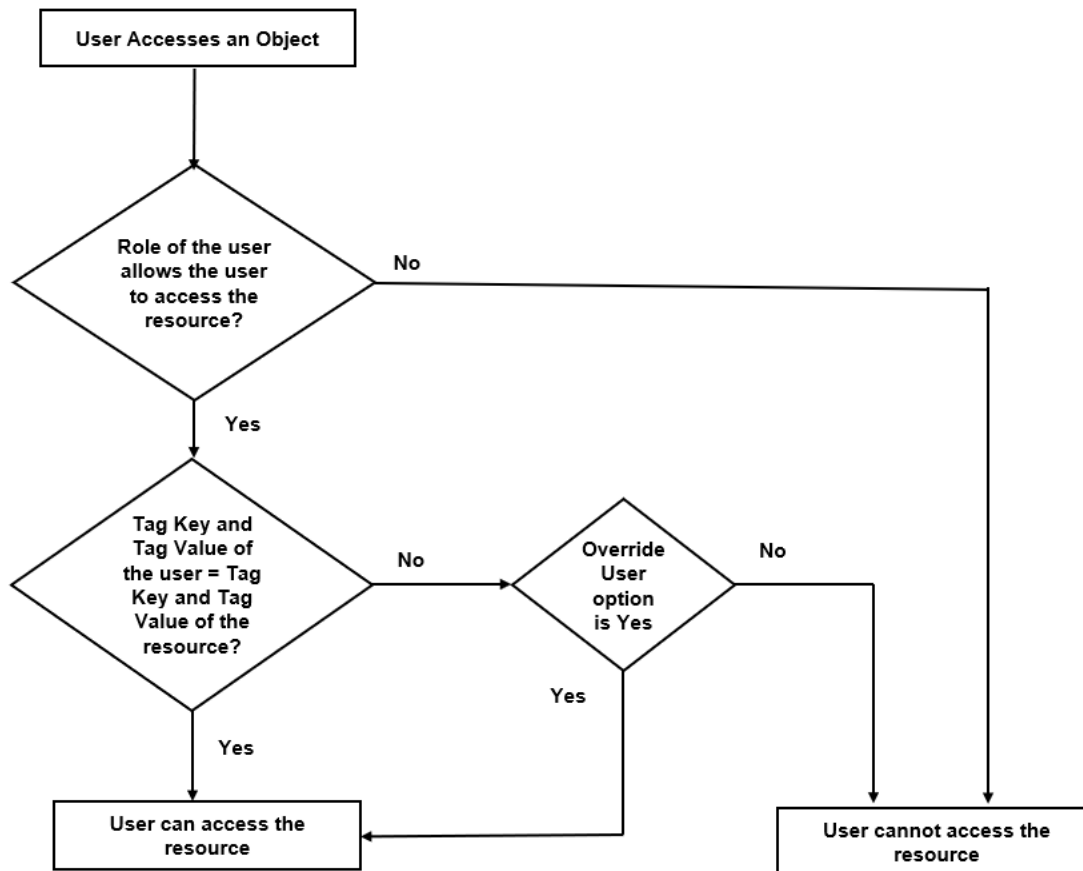 User Accesses an Object
Role of the user
allows the user
to access the
resource?
No
Yes
Tag Key and
Tag Value of
the user = Tag
Key and Tag
Value of the
resource?
No
Override
User
option
is Yes
No
Yes
Yes
User can access the
resource
User cannot access the
resource